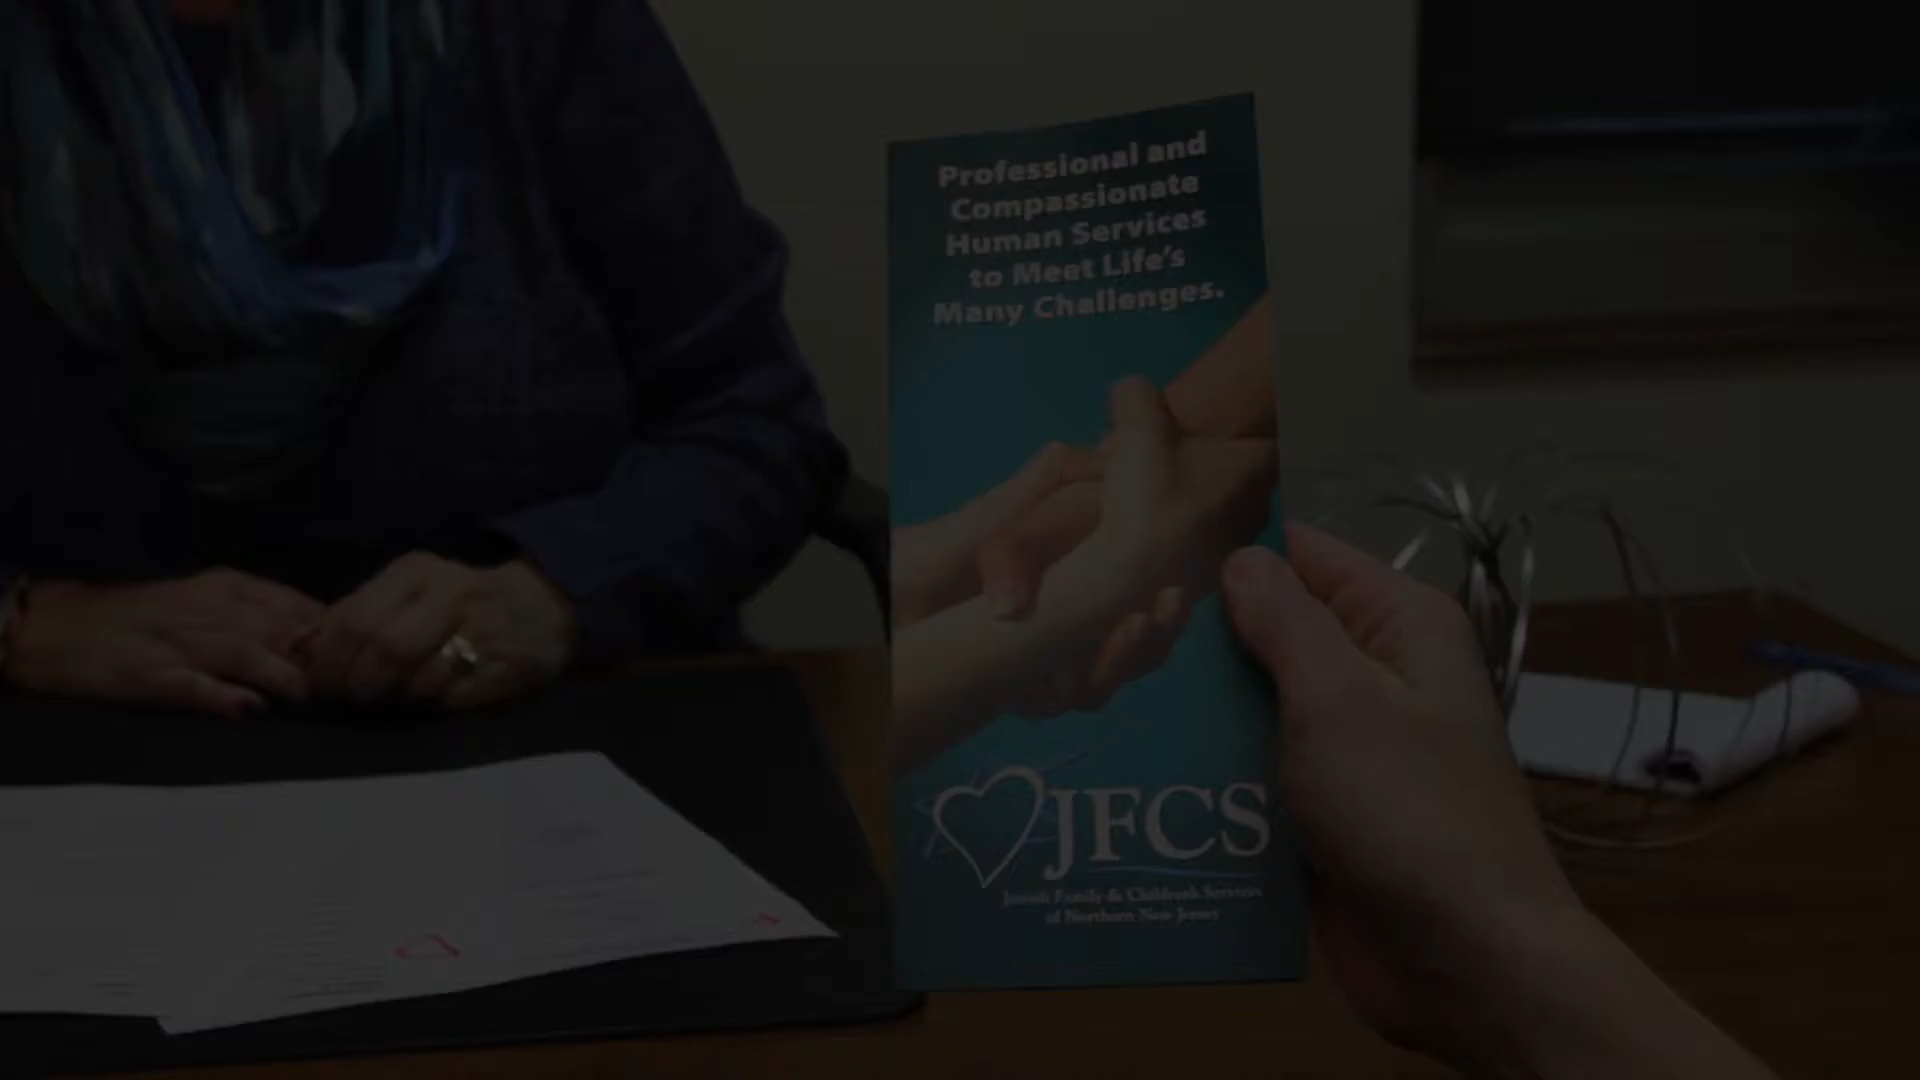 Professional and
Compassionate
Human Services
to Meet Life's
Many Challenges.
JFCS
Jewish Family & Children's Services
of Northern New Jersey